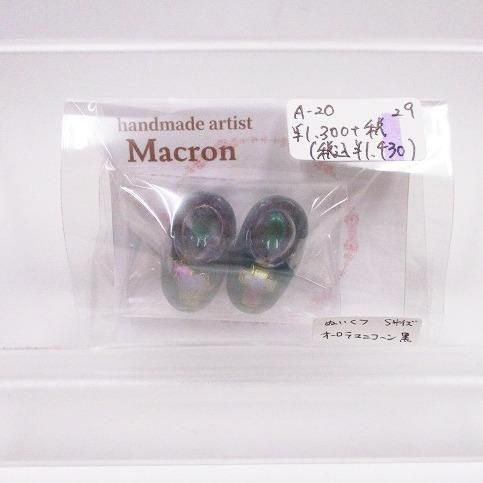 handmade artist
Macron
A-20 29
¥1,300+税
(税込¥1,430)
ぬいくつ Sサイズ
オーロラユニコーン 黒